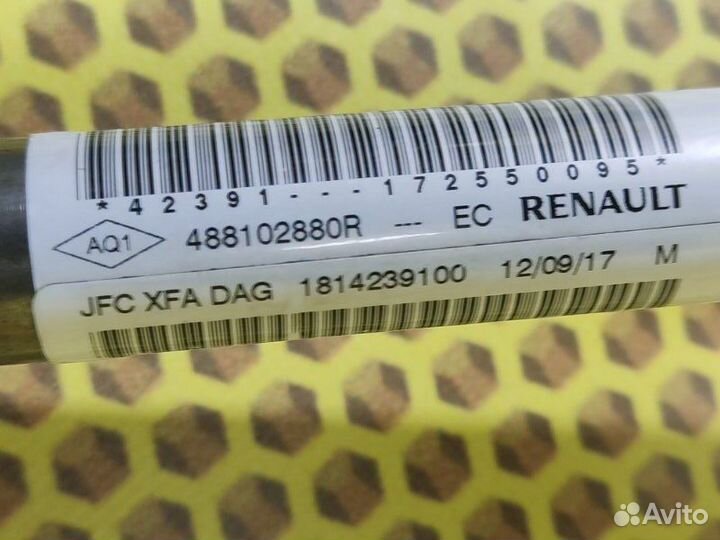 *42391---172550095*
AQ1 488102880R --- EC RENAULT
JFC XFA DAG 1814239100 12/09/17 M
Avito